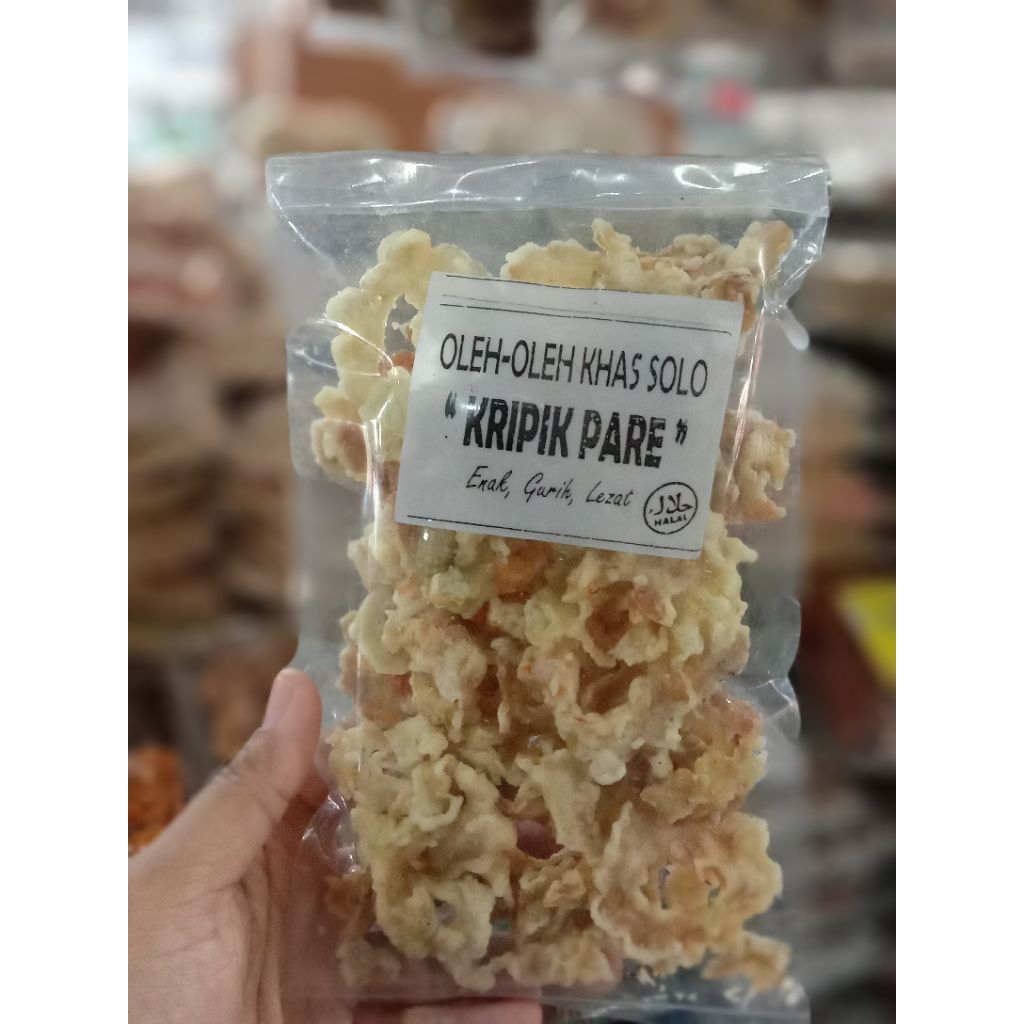 OLEH-OLEH KHAS SOLO
“ KRIPIK PARE ”
Enak, Gurih, Lezat
حلال
HALAL